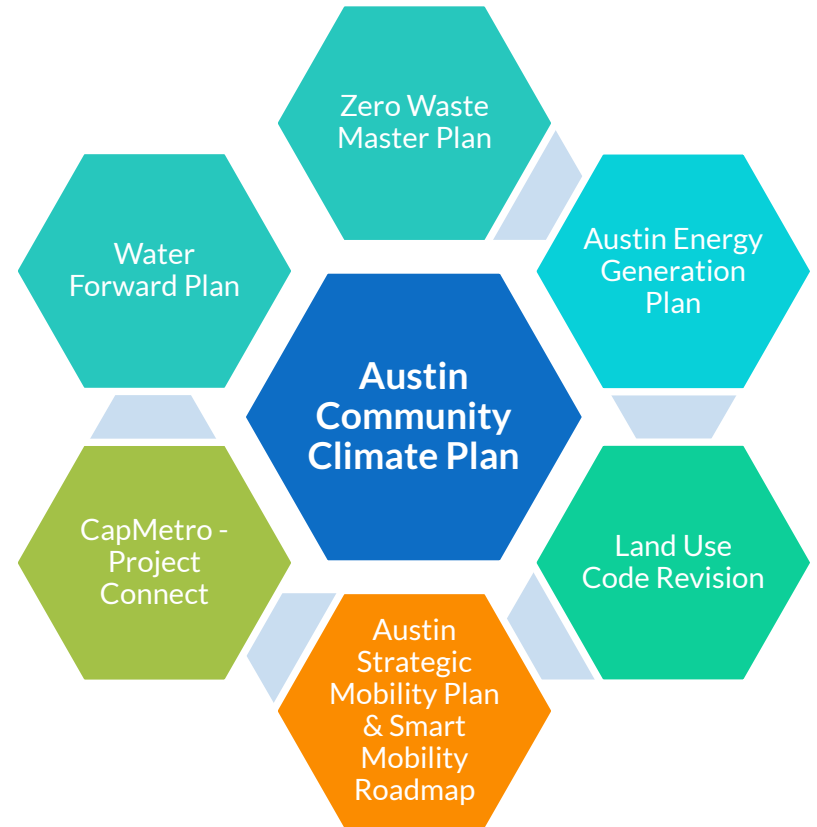 Zero Waste
Master Plan
Water
Forward Plan
Austin Energy
Generation
Plan
Austin
Community
Climate Plan
CapMetro -
Project
Connect
Land Use
Code Revision
Austin
Strategic
Mobility Plan
& Smart
Mobility
Roadmap